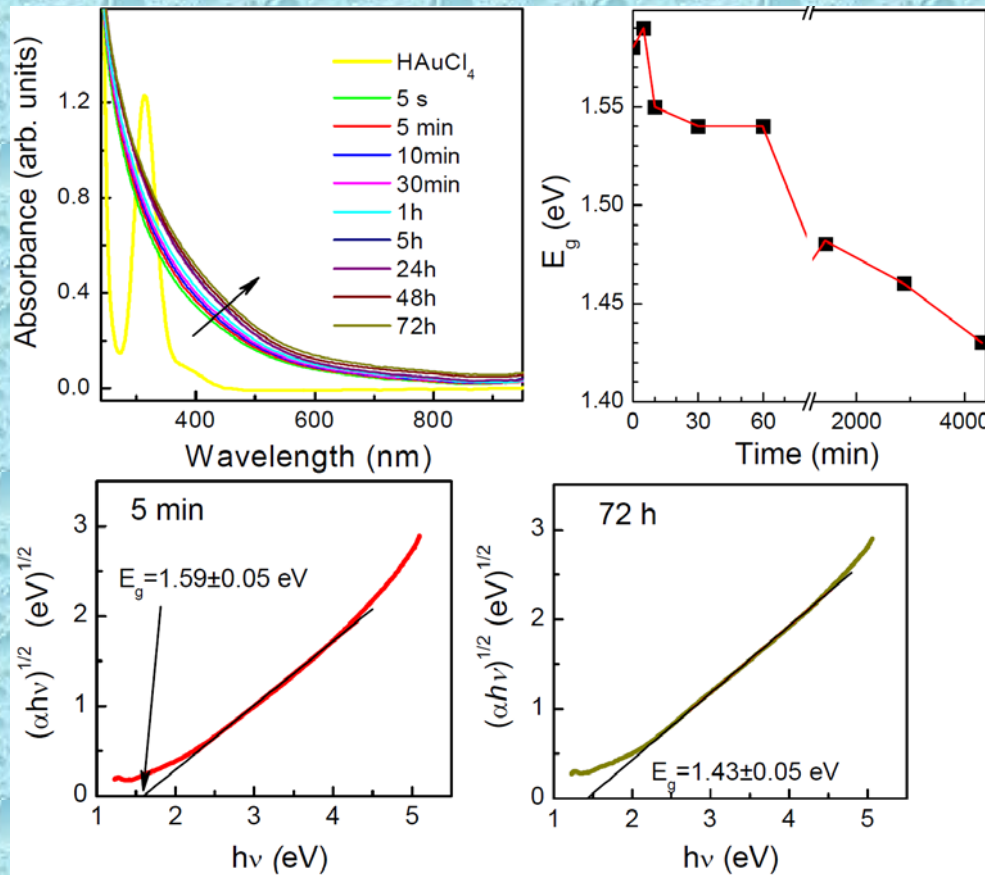 Absorbance (arb. units)
1.2
0.8
0.4
0.0
400
600
800
Wavelength (nm)
HAuCl₄
5 s
5 min
10min
30min
1h
5h
24h
48h
72h
E_g (eV)
1.55
1.50
1.45
1.40
0
30
60
2000
4000
Time (min)
5 min
E_g=1.59±0.05 eV
(αhν)^1/2 (eV)^1/2
3
2
1
0
1
2
3
4
5
hν (eV)
72 h
E_g=1.43±0.05 eV
(αhν)^1/2 (eV)^1/2
3
2
1
0
1
2
3
4
5
hν (eV)